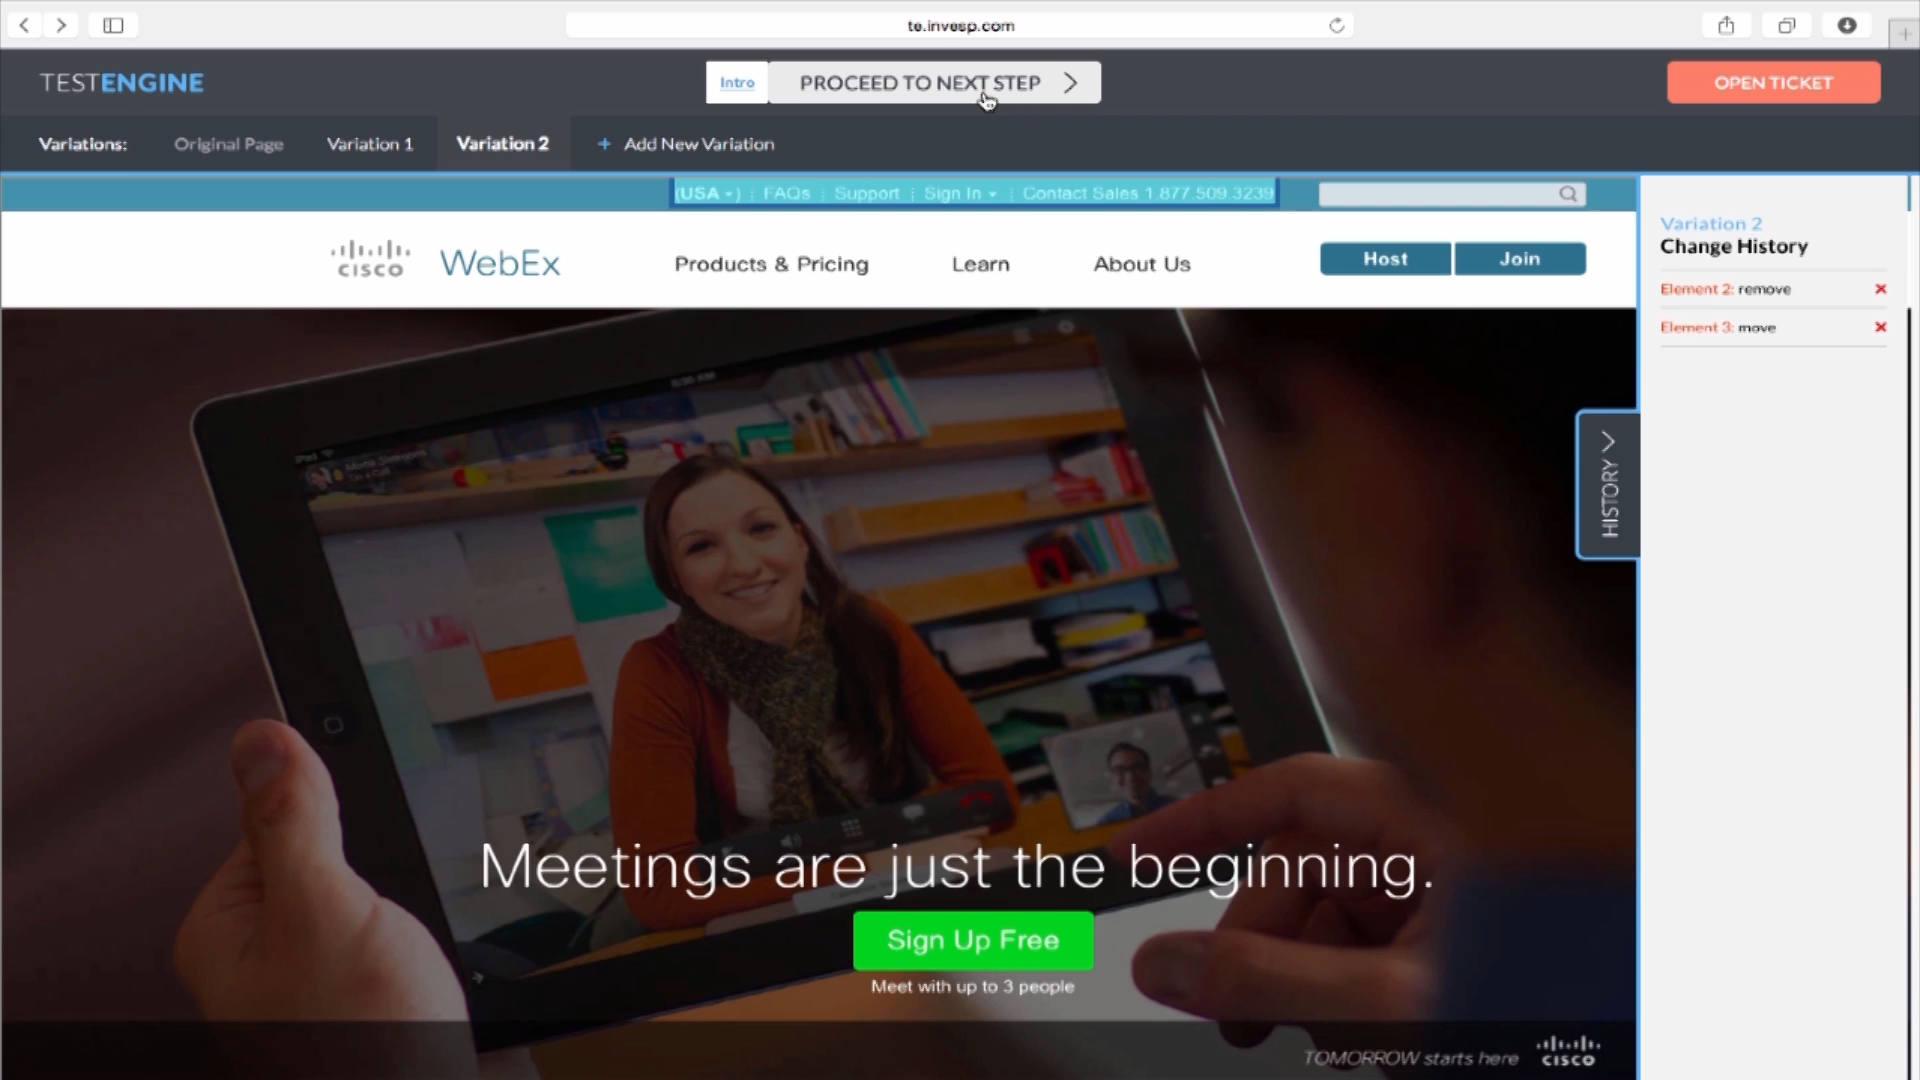 te.invesp.com
TESTENGINE
Intro
PROCEED TO NEXT STEP
OPEN TICKET
Variations:
Original Page
Variation 1
Variation 2
+ Add New Variation
(USA ) FAQs Support Sign In Contact Sales 1.877.509.3239
CISCO
WebEx
Products & Pricing
Learn
About Us
Host
Join
Variation 2
Change History
Element 2: remove
Element 3: move
HISTORY
Meetings are just the beginning.
Sign Up Free
Meet with up to 3 people
TOMORROW starts here
CISCO